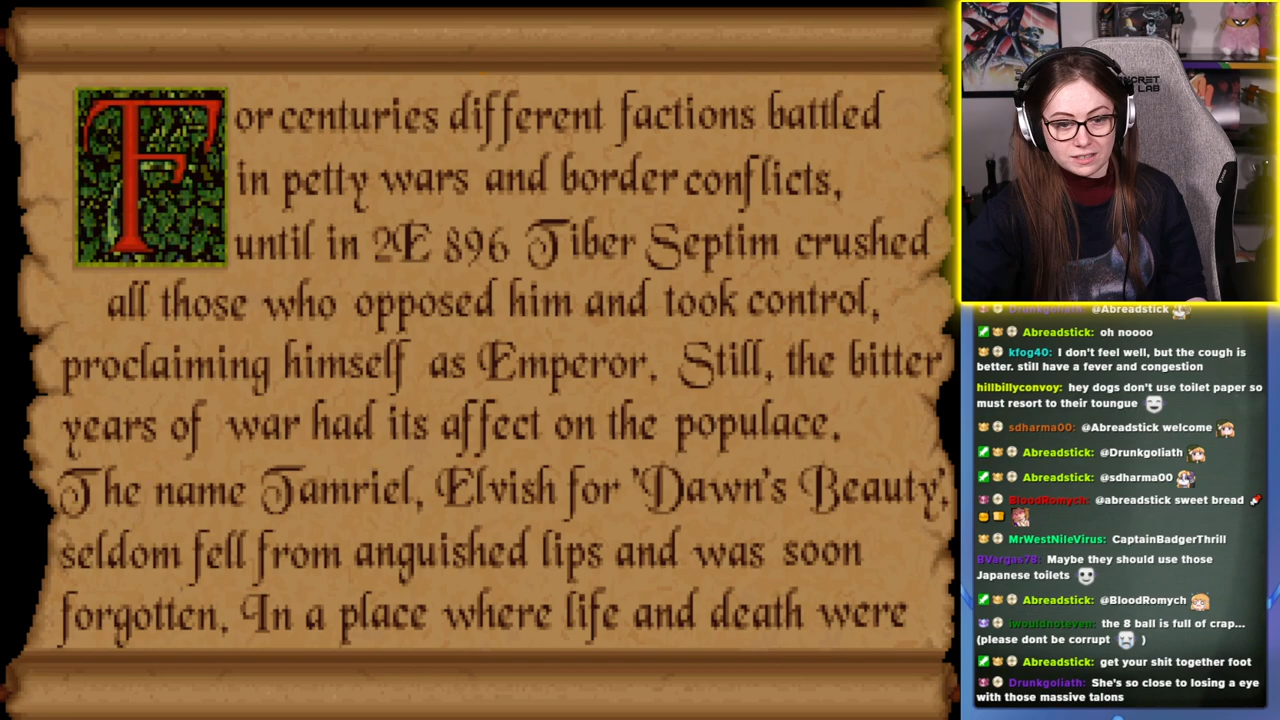 For centuries different factions battled
in petty wars and border conflicts,
until in 2E 896 Tiber Septim crushed
all those who opposed him and took control,
proclaiming himself as Emperor. Still, the bitter
years of war had its affect on the populace.
The name Tamriel, Elvish for 'Dawn's Beauty',
seldom fell from anguished lips and was soon
forgotten. In a place where life and death were
CRET
LAB
Drunkgoliath: @Abreadstick
Abreadstick: oh noooo
kfog40: I don't feel well, but the cough is
better. still have a fever and congestion
hillbillyconvoy: hey dogs don't use toilet paper so
must resort to their toungue
sdharma00: @Abreadstick welcome
Abreadstick: @Drunkgoliath
Abreadstick: @sdharma00
BloodRomych: @abreadstick sweet bread
MrWestNileVirus: CaptainBadgerThrill
BVargas78: Maybe they should use those
Japanese toilets
Abreadstick: @BloodRomych
iwouldnoteven: the 8 ball is full of crap...
(please dont be corrupt )
Abreadstick: get your shit together foot
Drunkgoliath: She's so close to losing a eye
with those massive talons